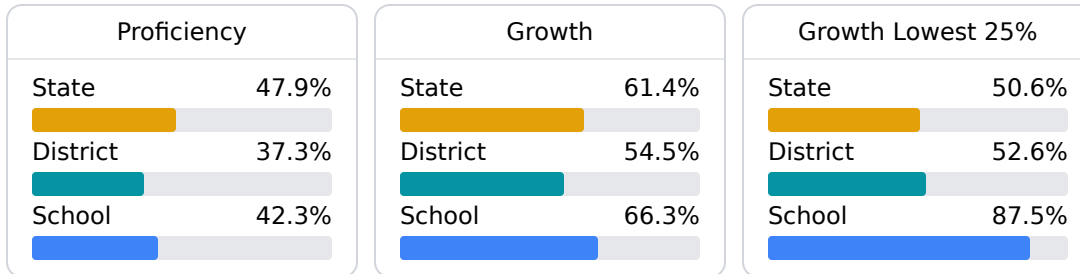 Proficiency
State 47.9%
District 37.3%
School 42.3%
Growth
State 61.4%
District 54.5%
School 66.3%
Growth Lowest 25%
State 50.6%
District 52.6%
School 87.5%